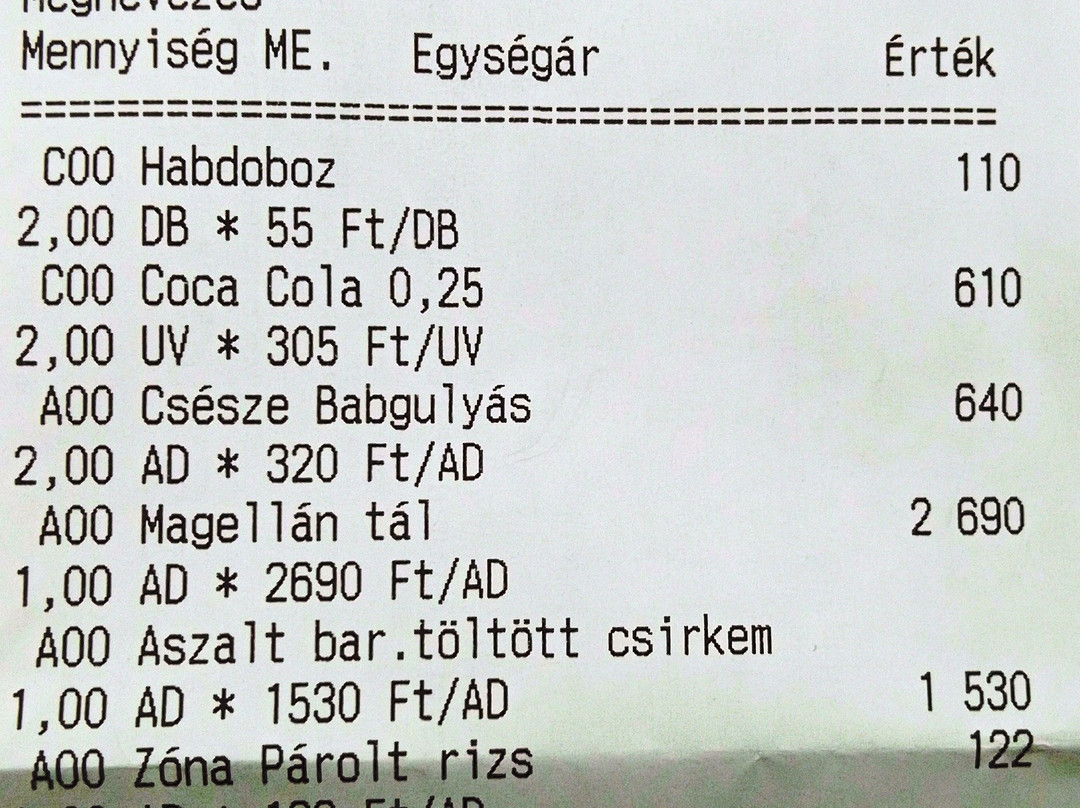 Megnevezés
Mennyiség ME. Egységár Érték
========================================
C00 Habdoboz 110
2,00 DB * 55 Ft/DB
C00 Coca Cola 0,25 610
2,00 UV * 305 Ft/UV
A00 Csésze Babgulyás 640
2,00 AD * 320 Ft/AD
A00 Magellán tál 2 690
1,00 AD * 2690 Ft/AD
A00 Aszalt bar.töltött csirkem
1,00 AD * 1530 Ft/AD 1 530
A00 Zóna Párolt rizs 122